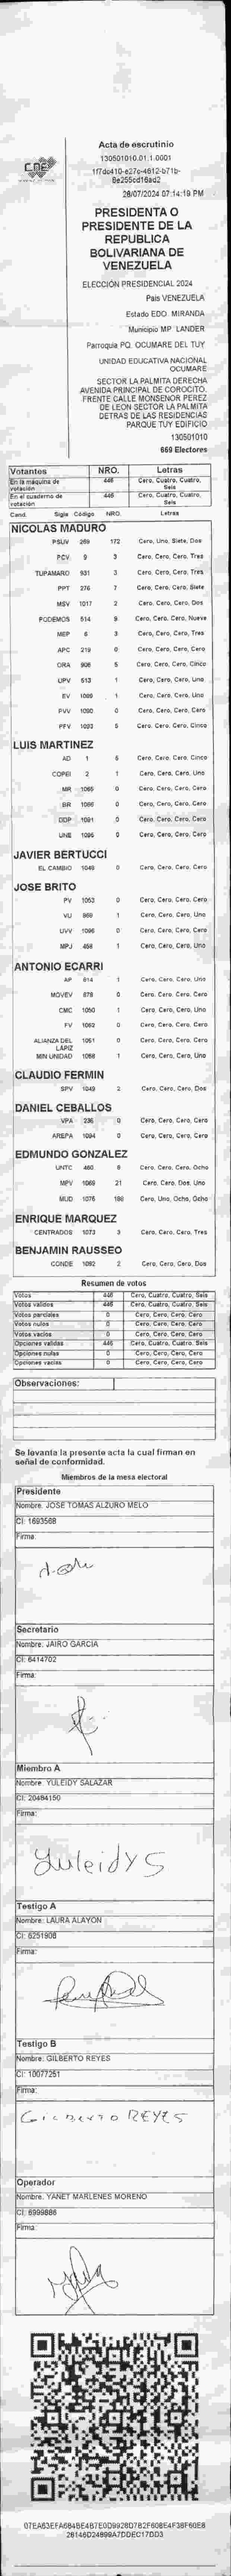 CNE
Acta de escrutinio
130501010.01.1.0001
28/07/2024 07:14:19 PM
PRESIDENTA O
PRESIDENTE DE LA
REPUBLICA
BOLIVARIANA DE
VENEZUELA
ELECCIÓN PRESIDENCIAL 2024
País VENEZUELA
Estado EDO. MIRANDA
Municipio MP. LANDER
Parroquia PQ. OCUMARE DEL TUY
UNIDAD EDUCATIVA NACIONAL
OCUMARE
SECTOR LA PALMITA DERECHA
AVENIDA PRINCIPAL DE COROCITO.
FRENTE CALLE MONSENOR PEREZ
DE LEON SECTOR LA PALMITA
DETRAS DE LAS RESIDENCIAS
PARQUE TUY EDIFICIO
130501010
669 Electores
Votantes NRO. Letras
En la máquina de votación 446 Cero, Cuatro, Cuatro, Seis
En el cuaderno de votación 446 Cero, Cuatro, Cuatro, Seis
Cand. Sigla Código NRO. Letras
NICOLAS MADURO
PSUV 269 172 Cero, Uno, Siete, Dos
PCV 9 3 Cero, Cero, Cero, Tres
TUPAMARO 931 3 Cero, Cero, Cero, Tres
PPT 276 7 Cero, Cero, Cero, Siete
MSV 1017 2 Cero, Cero, Cero, Dos
PODEMOS 514 9 Cero, Cero, Cero, Nueve
MEP 6 3 Cero, Cero, Cero, Tres
APC 219 0 Cero, Cero, Cero, Cero
ORA 908 5 Cero, Cero, Cero, Cinco
UPV 513 1 Cero, Cero, Cero, Uno
EV 1089 1 Cero, Cero, Cero, Uno
PVV 1090 0 Cero, Cero, Cero, Cero
PFV 1093 5 Cero, Cero, Cero, Cinco
LUIS MARTINEZ
AD 1 5 Cero, Cero, Cero, Cinco
COPEI 2 1 Cero, Cero, Cero, Uno
MR 1065 0 Cero, Cero, Cero, Cero
BR 1086 0 Cero, Cero, Cero, Cero
DDP 1091 0 Cero, Cero, Cero, Cero
UNE 1095 0 Cero, Cero, Cero, Cero
JAVIER BERTUCCI
EL CAMBIO 1049 0 Cero, Cero, Cero, Cero
JOSE BRITO
PV 1053 0 Cero, Cero, Cero, Cero
VU 969 1 Cero, Cero, Cero, Uno
UVV 1096 0 Cero, Cero, Cero, Cero
MPJ 458 1 Cero, Cero, Cero, Uno
ANTONIO ECARRI
AP 814 1 Cero, Cero, Cero, Uno
MOVEV 878 0 Cero, Cero, Cero, Cero
CMC 1050 1 Cero, Cero, Cero, Uno
FV 1052 0 Cero, Cero, Cero, Cero
ALIANZA DEL LÁPIZ 1051 0 Cero, Cero, Cero, Cero
MIN UNIDAD 1068 1 Cero, Cero, Cero, Uno
CLAUDIO FERMIN
SPV 1049 2 Cero, Cero, Cero, Dos
DANIEL CEBALLOS
VPA 236 0 Cero, Cero, Cero, Cero
AREPA 1094 0 Cero, Cero, Cero, Cero
EDMUNDO GONZALEZ
UNTC 460 8 Cero, Cero, Cero, Ocho
MPV 1069 21 Cero, Cero, Dos, Uno
MUD 1076 188 Cero, Uno, Ocho, Ocho
ENRIQUE MARQUEZ
CENTRADOS 1073 3 Cero, Cero, Cero, Tres
BENJAMIN RAUSSEO
CONDE 1082 2 Cero, Cero, Cero, Dos
Resumen de votos
Votos 446 Cero, Cuatro, Cuatro, Seis
Votos válidos 446 Cero, Cuatro, Cuatro, Seis
Votos parciales 0 Cero, Cero, Cero, Cero
Votos nulos 0 Cero, Cero, Cero, Cero
Votos vacíos 0 Cero, Cero, Cero, Cero
Opciones válidas 446 Cero, Cuatro, Cuatro, Seis
Opciones nulas 0 Cero, Cero, Cero, Cero
Opciones vacías 0 Cero, Cero, Cero, Cero
Observaciones:
Se levanta la presente acta la cual firman en
señal de conformidad.
Miembros de la mesa electoral
Presidente
Nombre: JOSE TOMAS ALZURO MELO
CI: 1693568
Firma:
Secretario
Nombre: JAIRO GARCIA
CI: 6414702
Firma:
Miembro A
Nombre: YULEIDY SALAZAR
CI: 20484150
Firma:
Yuleidy S
Testigo A
Nombre: LAURA ALAYON
CI: 6251908
Firma:
Testigo B
Nombre: GILBERTO REYES
CI: 10077251
Firma:
GILBERTO REYES
Operador
Nombre: YANET MARLENES MORENO
CI: 6999886
Firma: